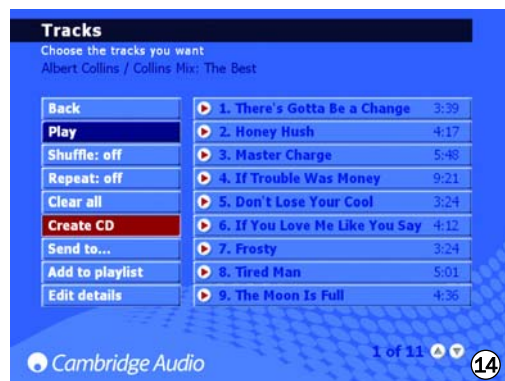 Tracks
Choose the tracks you want
Albert Collins / Collins Mix: The Best
Back
Play
Shuffle: off
Repeat: off
Clear all
Create CD
Send to...
Add to playlist
Edit details
1. There's Gotta Be a Change 3:39
2. Honey Hush 4:17
3. Master Charge 5:48
4. If Trouble Was Money 9:21
5. Don't Lose Your Cool 3:24
6. If You Love Me Like You Say 4:12
7. Frosty 3:24
8. Tired Man 5:01
9. The Moon Is Full 4:36
1 of 11
Cambridge Audio
14